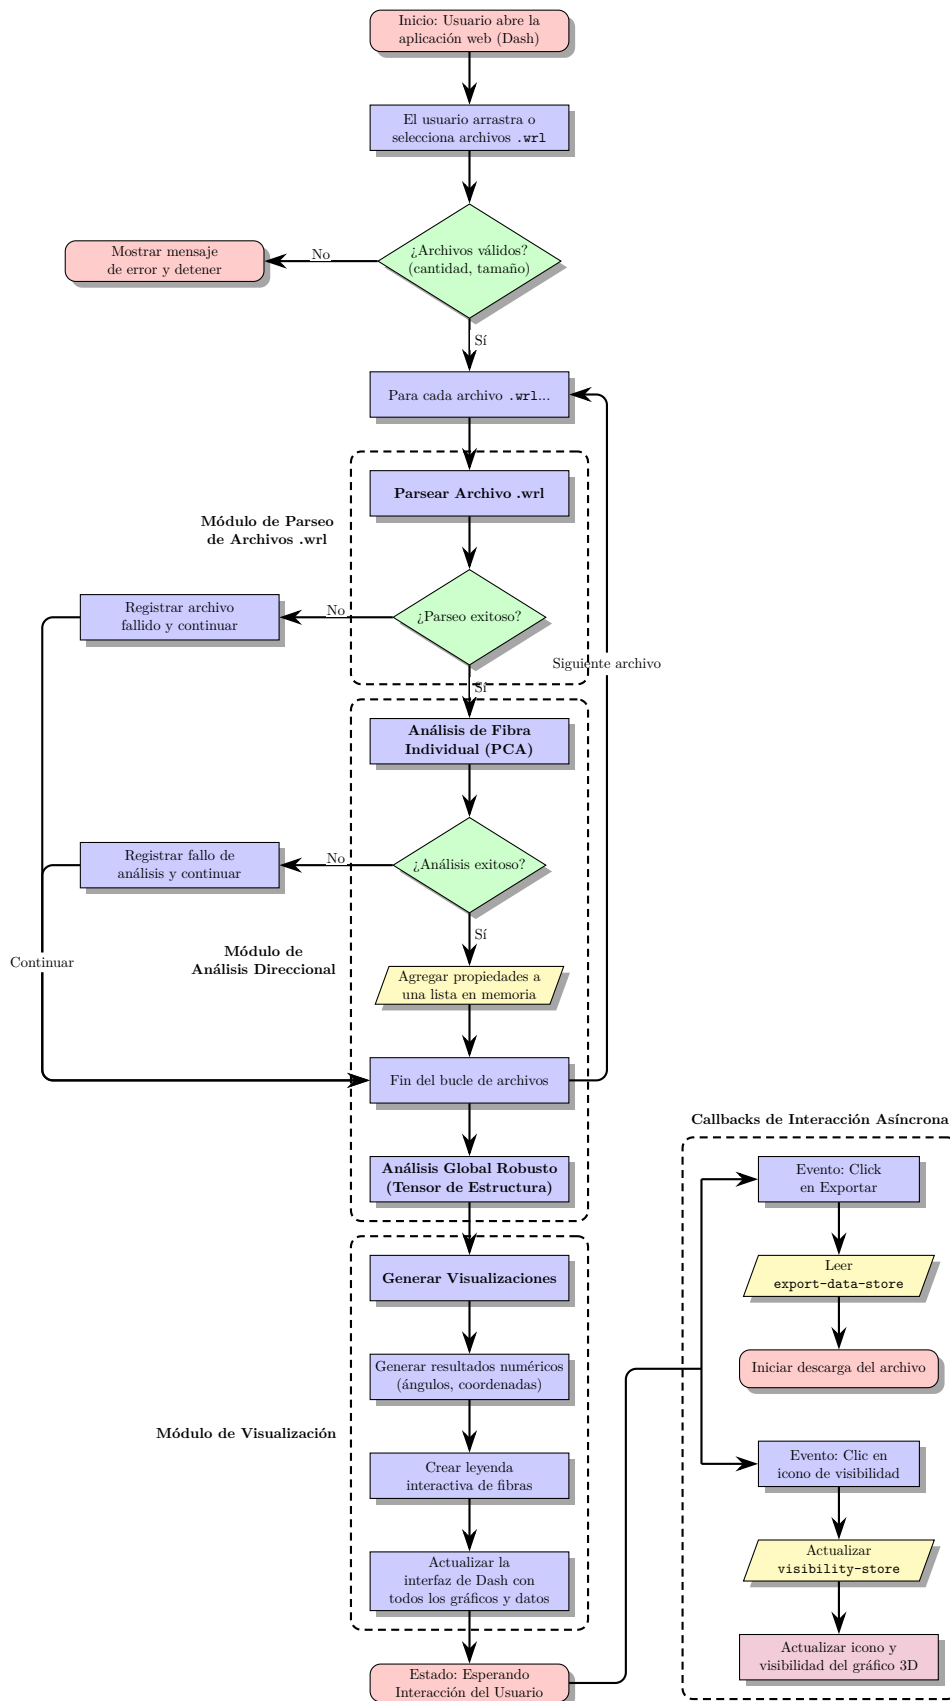 Inicio: Usuario abre la
aplicación web (Dash)
El usuario arrastra o
selecciona archivos .wrl
¿Archivos válidos?
(cantidad, tamaño)
No
Mostrar mensaje
de error y detener
Sí
Para cada archivo .wrl...
Parsear Archivo .wrl
Módulo de Parseo
de Archivos .wrl
¿Parseo exitoso?
No
Registrar archivo
fallido y continuar
Siguiente archivo
Sí
Análisis de Fibra
Individual (PCA)
¿Análisis exitoso?
No
Registrar fallo de
análisis y continuar
Sí
Continuar
Módulo de
Análisis Direccional
Agregar propiedades a
una lista en memoria
Fin del bucle de archivos
Análisis Global Robusto
(Tensor de Estructura)
Generar Visualizaciones
Generar resultados numéricos
(ángulos, coordenadas)
Módulo de Visualización
Crear leyenda
interactiva de fibras
Actualizar la
interfaz de Dash con
todos los gráficos y datos
Estado: Esperando
Interacción del Usuario
Callbacks de Interacción Asíncrona
Evento: Click
en Exportar
Leer
export-data-store
Iniciar descarga del archivo
Evento: Clic en
icono de visibilidad
Actualizar
visibility-store
Actualizar icono y
visibilidad del gráfico 3D